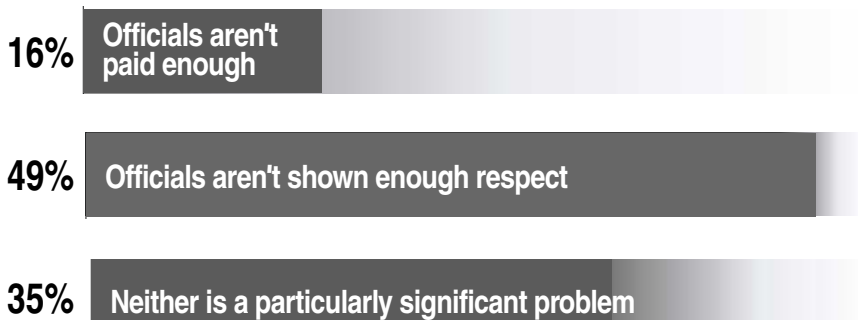 16%
Officials aren't
paid enough
49%
Officials aren't shown enough respect
35%
Neither is a particularly significant problem